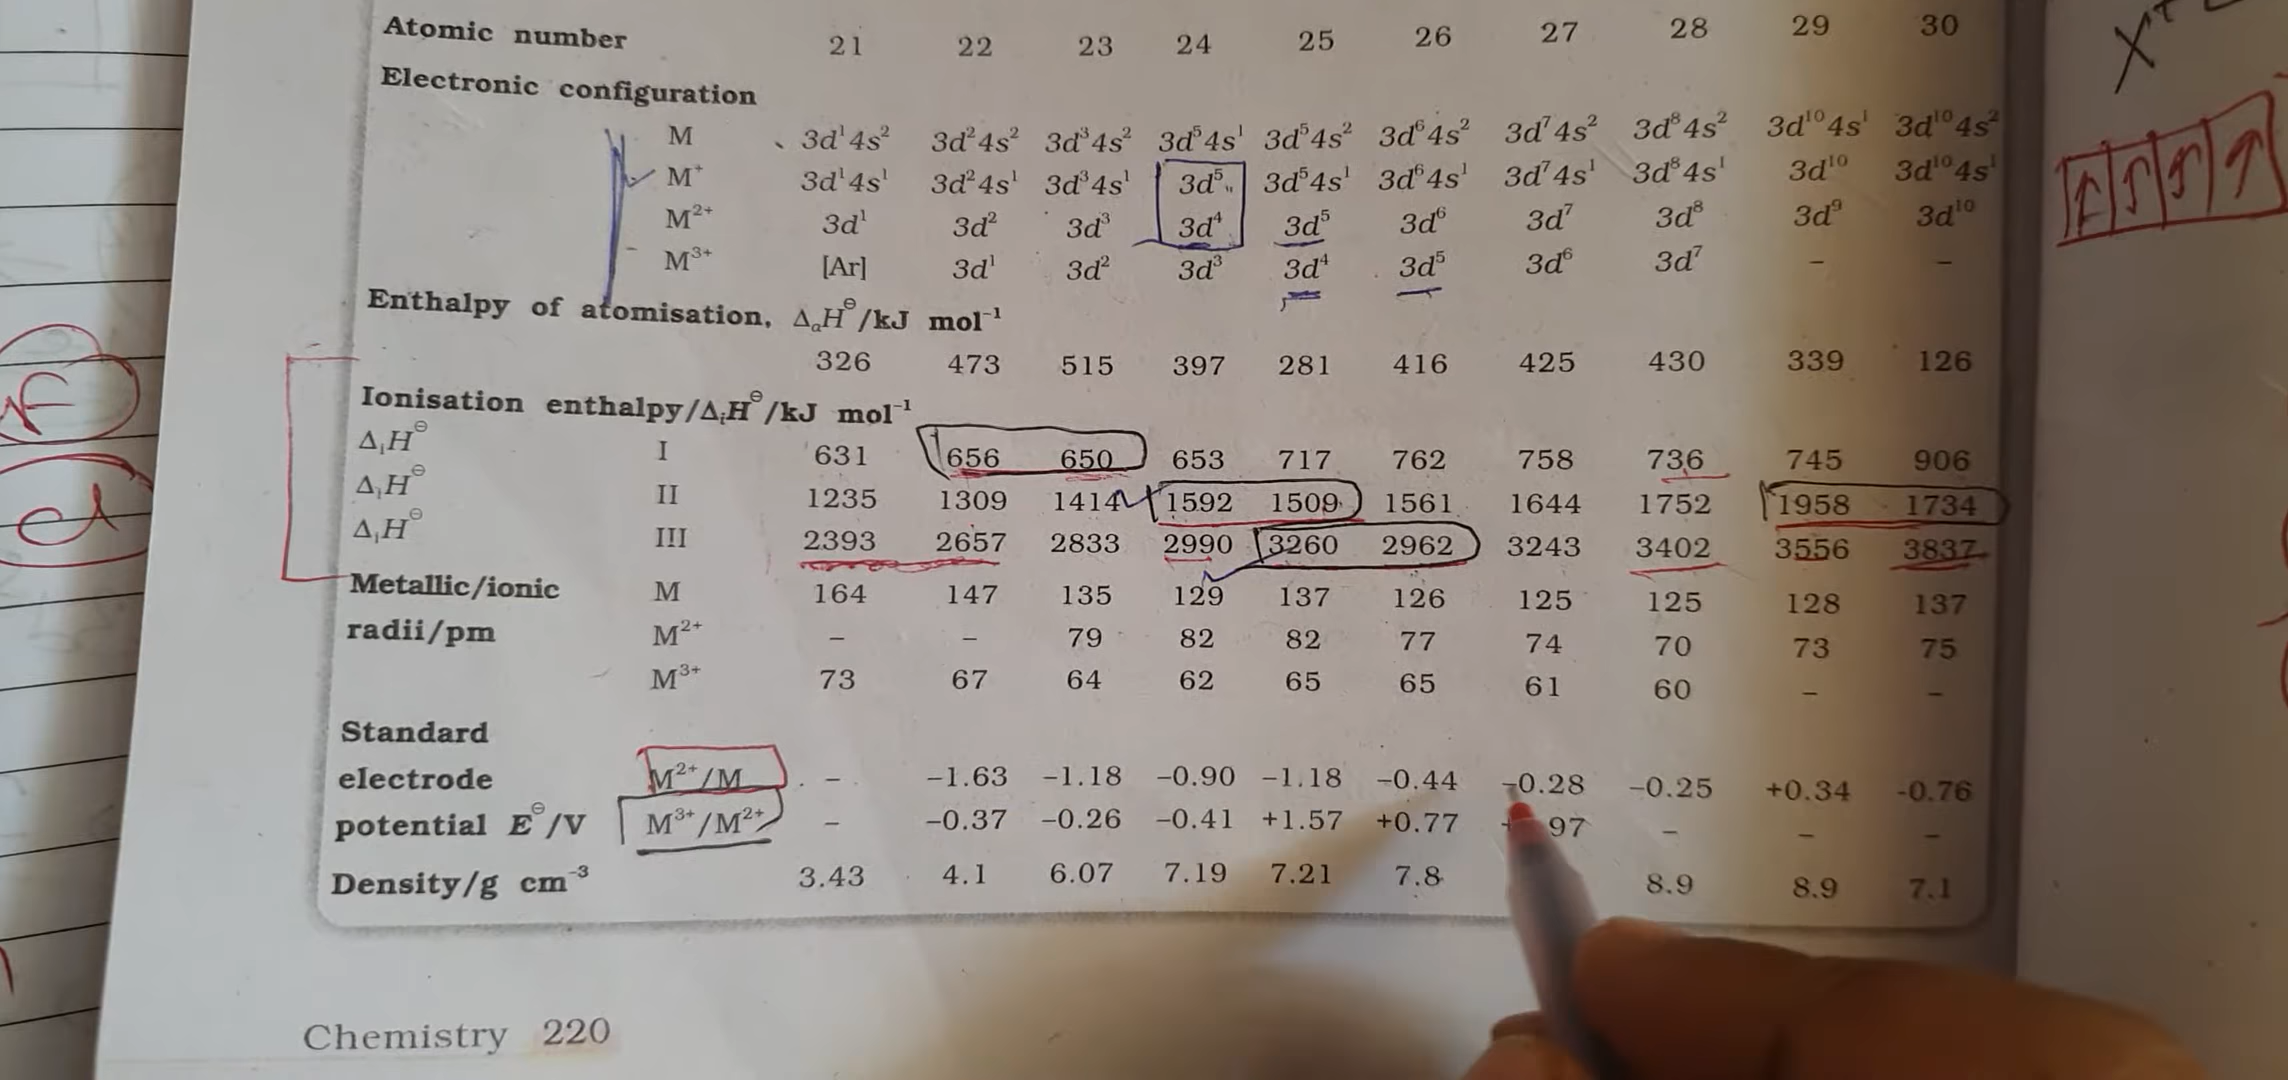 Atomic number 21 22 23 24 25 26 27 28 29 30
Electronic configuration
M 3d¹4s² 3d²4s² 3d³4s² 3d⁵4s¹ 3d⁵4s² 3d⁶4s² 3d⁷4s² 3d⁸4s² 3d¹⁰4s¹ 3d¹⁰4s²
M⁺ 3d¹4s¹ 3d²4s¹ 3d³4s¹ 3d⁵ 3d⁵4s¹ 3d⁶4s¹ 3d⁷4s¹ 3d⁸4s¹ 3d¹⁰ 3d¹⁰4s¹
M²⁺ 3d¹ 3d² 3d³ 3d⁴ 3d⁵ 3d⁶ 3d⁷ 3d⁸ 3d⁹ 3d¹⁰
M³⁺ [Ar] 3d¹ 3d² 3d³ 3d⁴ 3d⁵ 3d⁶ 3d⁷ – –
Enthalpy of atomisation, ΔₐH⊖/kJ mol⁻¹
326 473 515 397 281 416 425 430 339 126
Ionisation enthalpy/ΔᵢH⊖/kJ mol⁻¹
ΔᵢH⊖ I 631 656 650 653 717 762 758 736 745 906
ΔᵢH⊖ II 1235 1309 1414 1592 1509 1561 1644 1752 1958 1734
ΔᵢH⊖ III 2393 2657 2833 2990 3260 2962 3243 3402 3556 3837
Metallic/ionic M 164 147 135 129 137 126 125 125 128 137
radii/pm M²⁺ – – 79 82 82 77 74 70 73 75
M³⁺ 73 67 64 62 65 65 61 60 – –
Standard
electrode M²⁺/M – –1.63 –1.18 –0.90 –1.18 –0.44 –0.28 –0.25 +0.34 -0.76
potential E⊖/V M³⁺/M²⁺ – –0.37 –0.26 –0.41 +1.57 +0.77 97 – – –
Density/g cm⁻³ 3.43 4.1 6.07 7.19 7.21 7.8 8.9 8.9 7.1
Chemistry 220